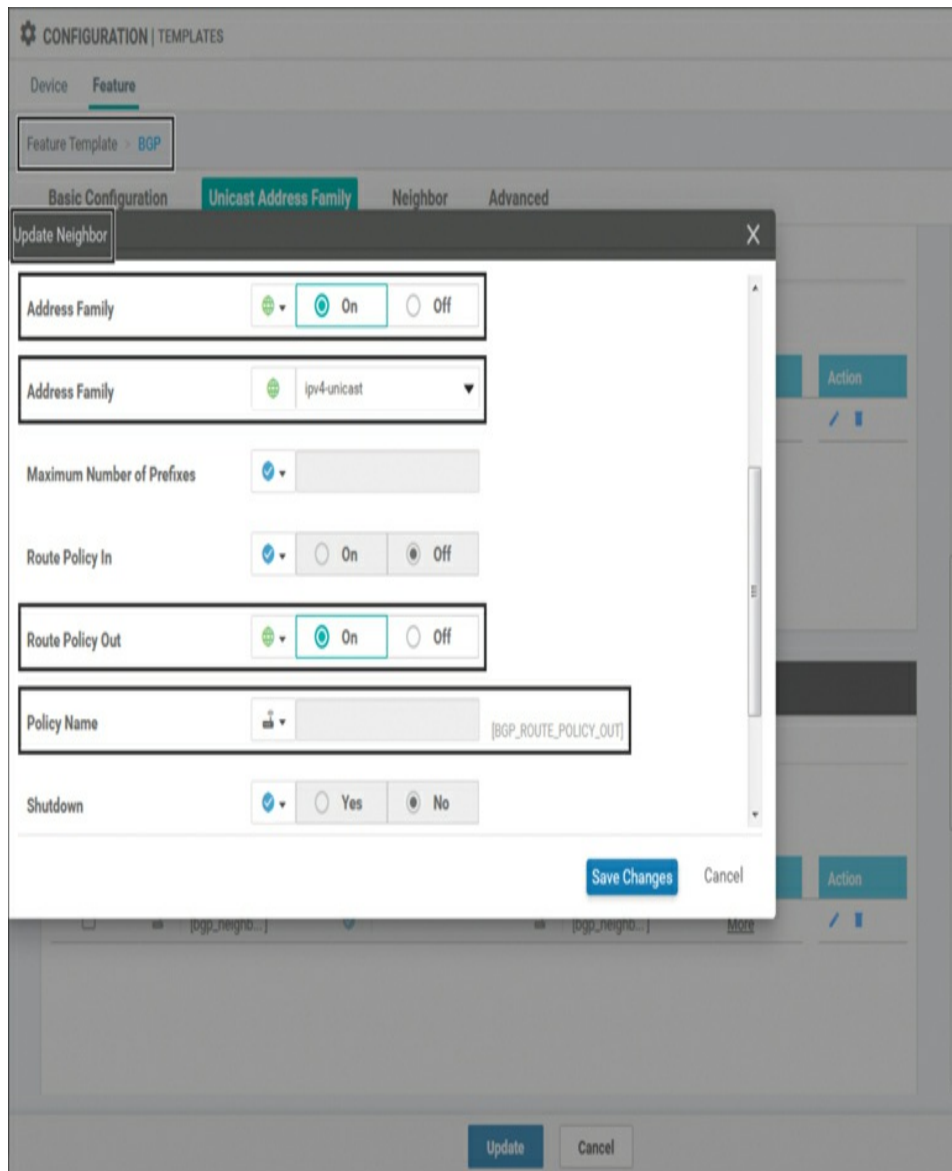 CONFIGURATION | TEMPLATES
Device Feature
Feature Template > BGP
Basic Configuration Unicast Address Family Neighbor Advanced
Update Neighbor X
Address Family On Off
Action
Address Family ipv4-unicast
Maximum Number of Prefixes
Route Policy In On Off
Route Policy Out On Off
Policy Name [BGP_ROUTE_POLICY_OUT]
Shutdown Yes No
Save Changes Cancel
Action
[bgp_neighb...] [bgp_neighb...] More
Update Cancel